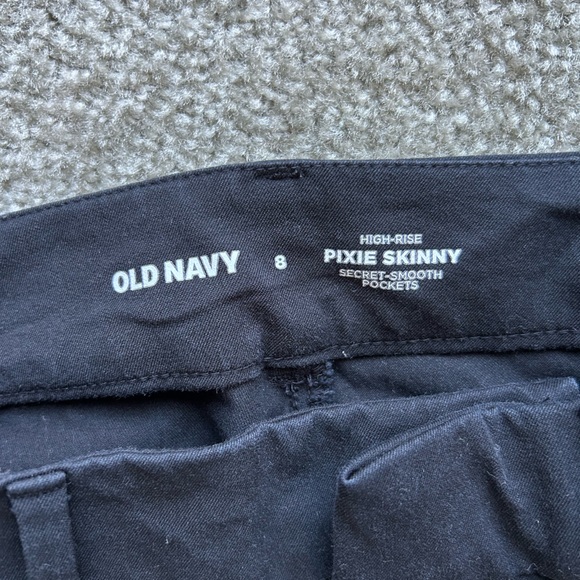 OLD NAVY
8
HIGH-RISE
PIXIE SKINNY
SECRET-SMOOTH
POCKETS